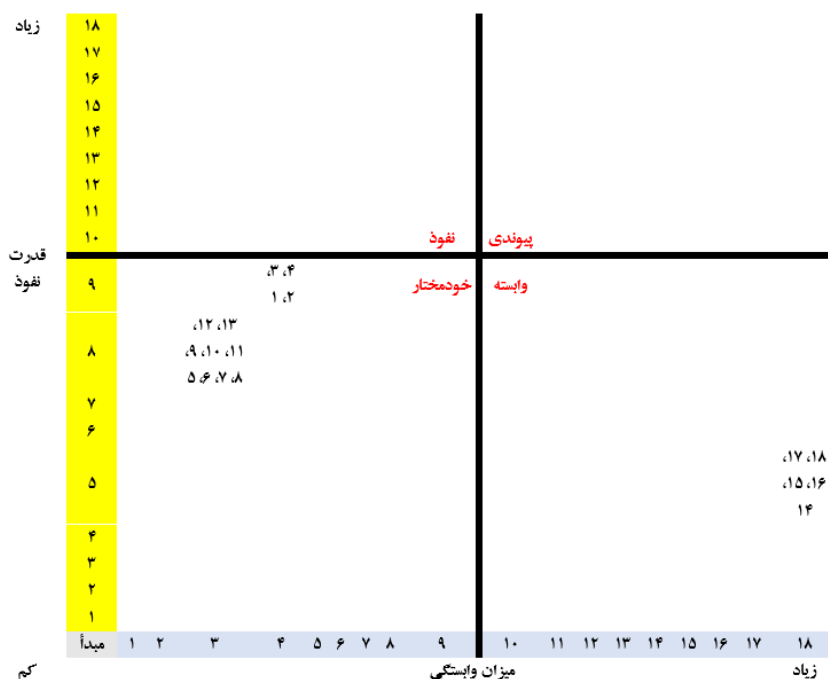 زیاد ۱۸
۱۷
۱۶
۱۵
۱۴
۱۳
۱۲
۱۱
۱۰ نفوذ پیوندی
قدرت نفوذ
۹ ۳، ۴،
۱، ۲
خودمختار وابسته
۱۲، ۱۳،
۸ ۹، ۱۰، ۱۱،
۵، ۶، ۷، ۸
۷
۶
۱۷، ۱۸،
۵ ۱۵، ۱۶،
۱۴
۴
۳
۲
۱
مبدأ ۱ ۲ ۳ ۴ ۵ ۶ ۷ ۸ ۹ ۱۰ ۱۱ ۱۲ ۱۳ ۱۴ ۱۵ ۱۶ ۱۷ ۱۸
کم میزان وابستگی زیاد